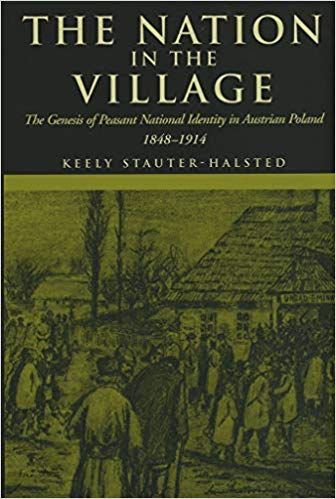 THE NATION
IN THE
VILLAGE
The Genesis of Peasant National Identity in Austrian Poland
1848–1914
KEELY STAUTER-HALSTED